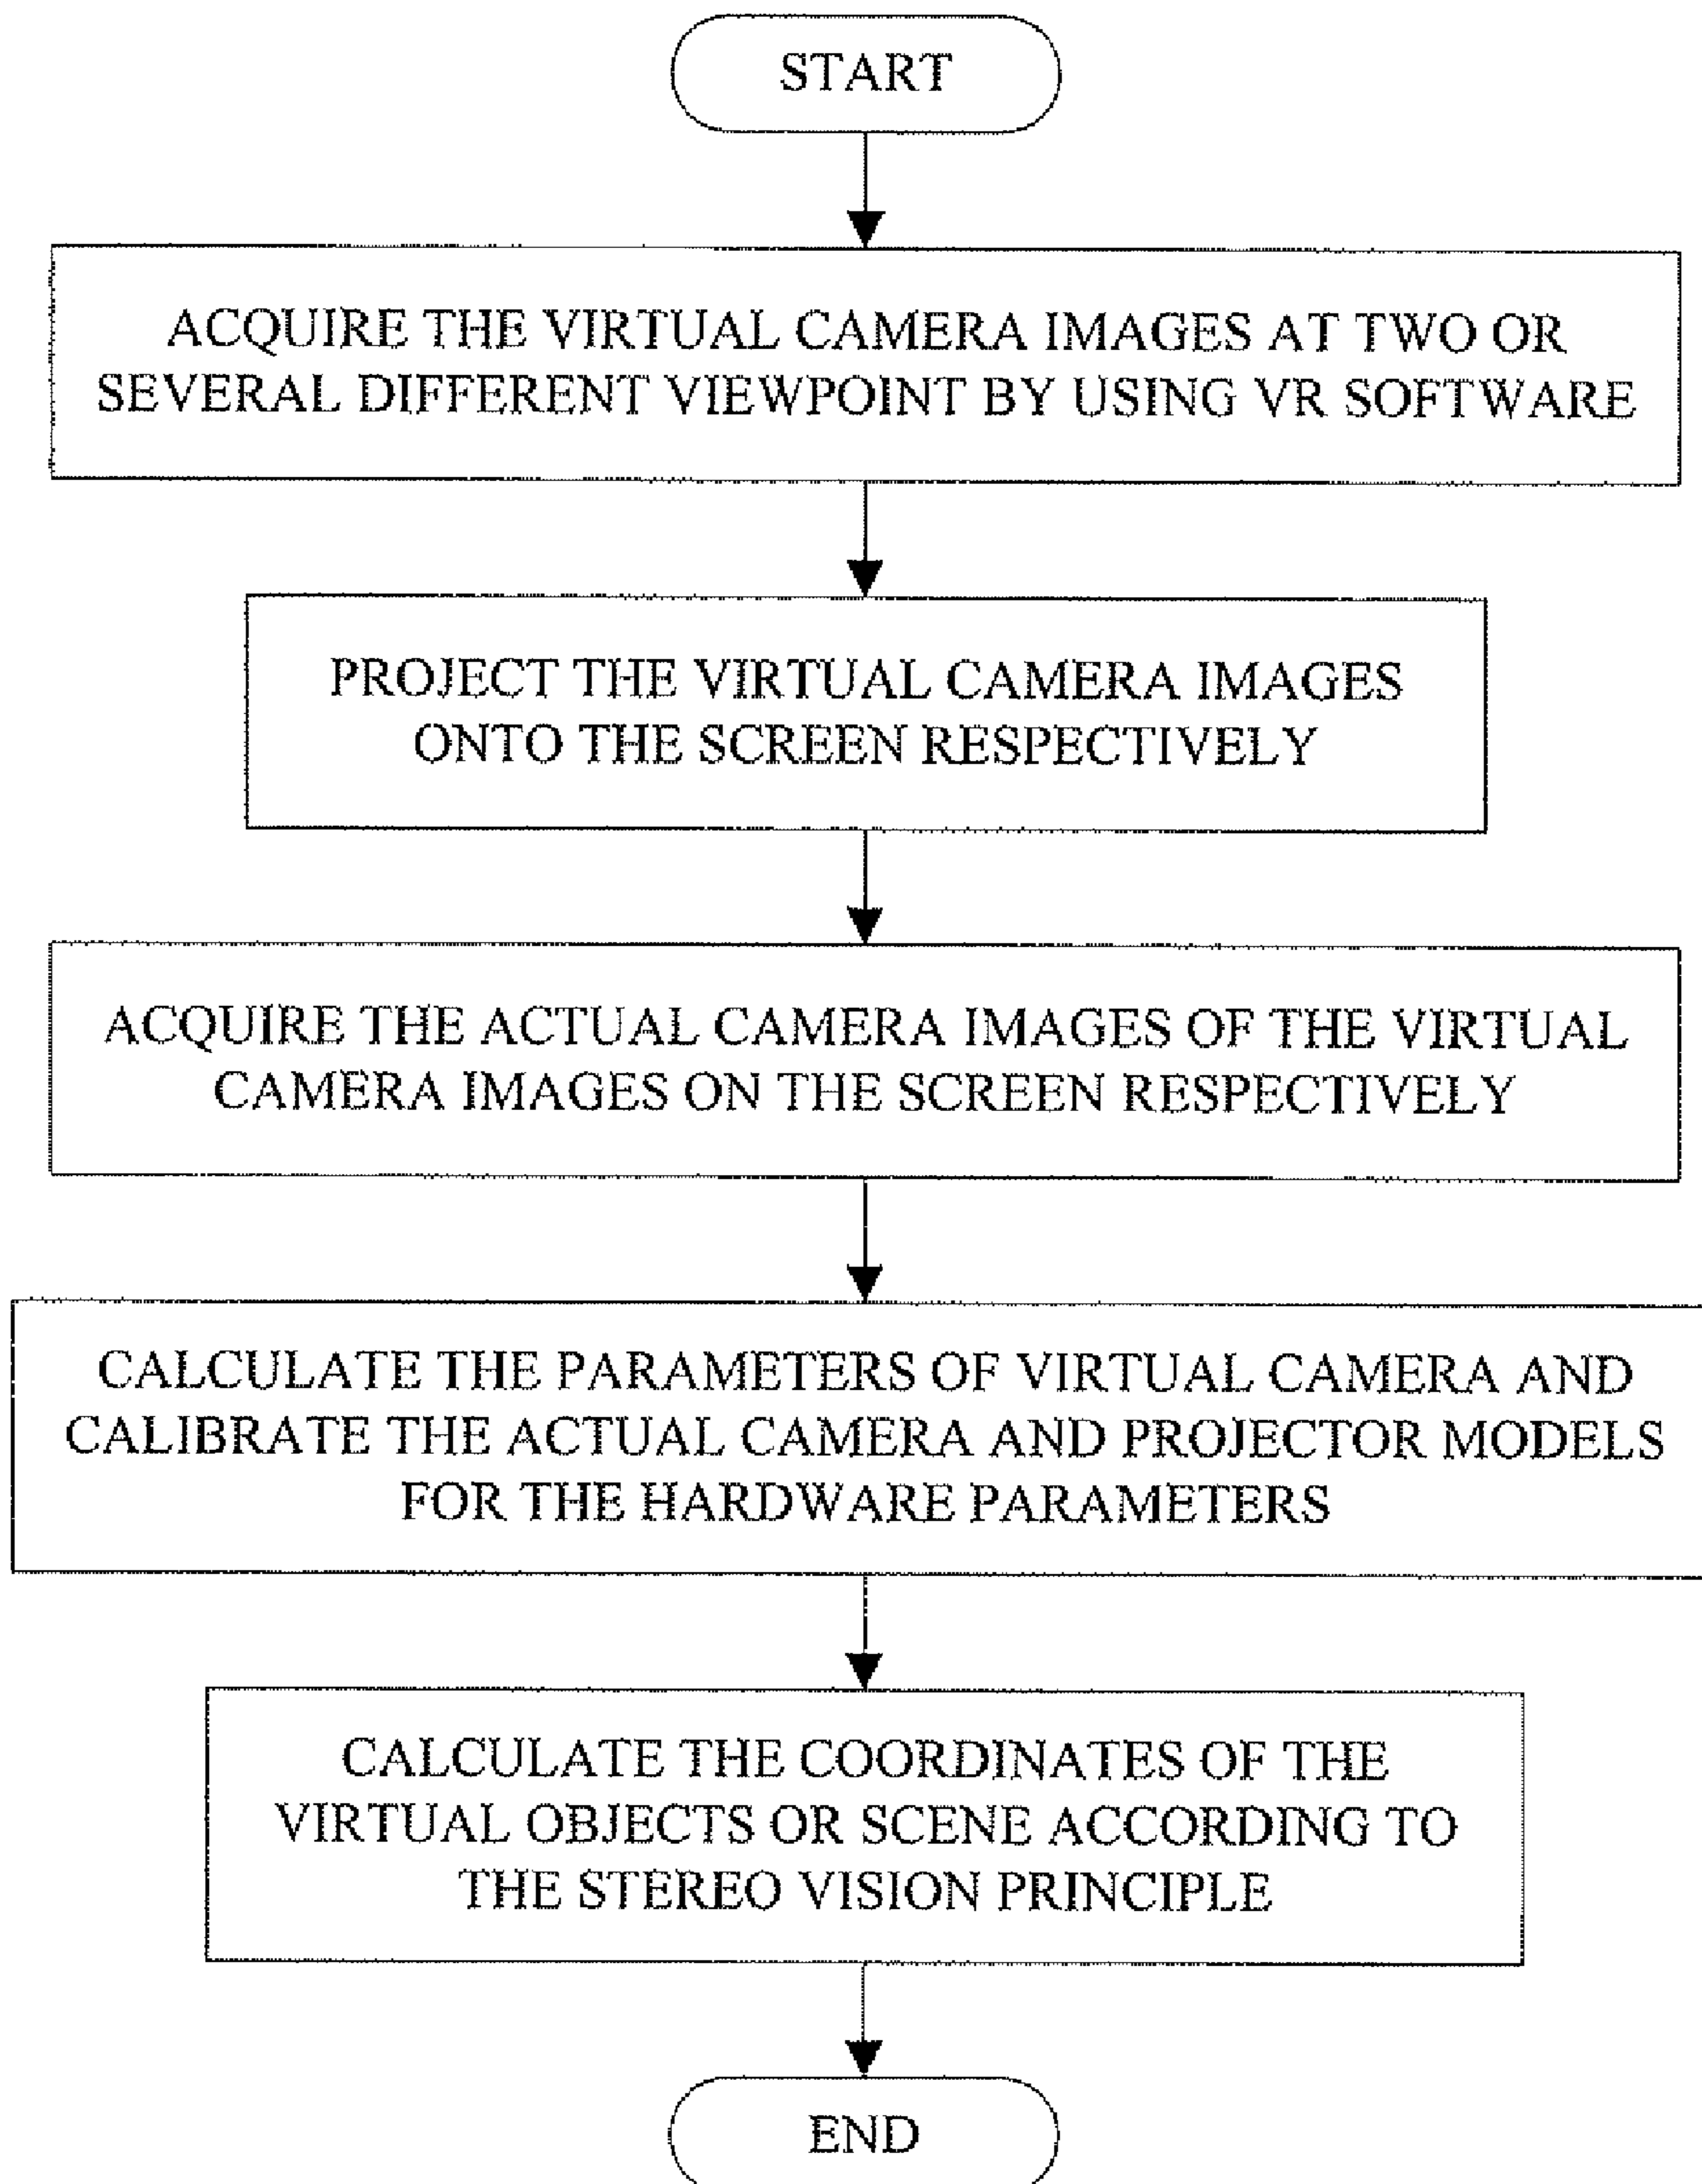 START
ACQUIRE THE VIRTUAL CAMERA IMAGES AT TWO OR
SEVERAL DIFFERENT VIEWPOINT BY USING VR SOFTWARE
PROJECT THE VIRTUAL CAMERA IMAGES
ONTO THE SCREEN RESPECTIVELY
ACQUIRE THE ACTUAL CAMERA IMAGES OF THE VIRTUAL
CAMERA IMAGES ON THE SCREEN RESPECTIVELY
CALCULATE THE PARAMETERS OF VIRTUAL CAMERA AND
CALIBRATE THE ACTUAL CAMERA AND PROJECTOR MODELS
FOR THE HARDWARE PARAMETERS
CALCULATE THE COORDINATES OF THE
VIRTUAL OBJECTS OR SCENE ACCORDING TO
THE STEREO VISION PRINCIPLE
END